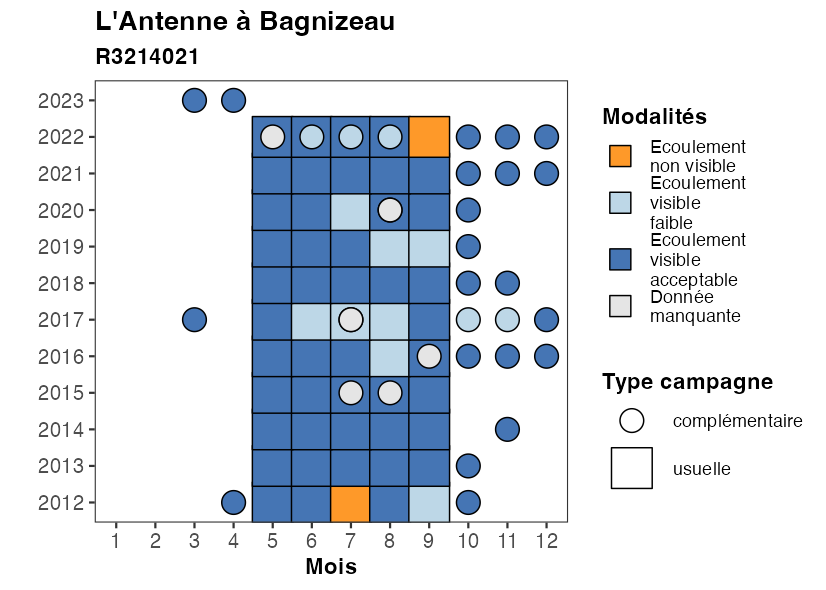 L'Antenne à Bagnizeau
R3214021
2023
2022
2021
2020
2019
2018
2017
2016
2015
2014
2013
2012
1 2 3 4 5 6 7 8 9 10 11 12
Mois
Modalités
Ecoulement
non visible
Ecoulement
visible
faible
Ecoulement
visible
acceptable
Donnée
manquante
Type campagne
complémentaire
usuelle